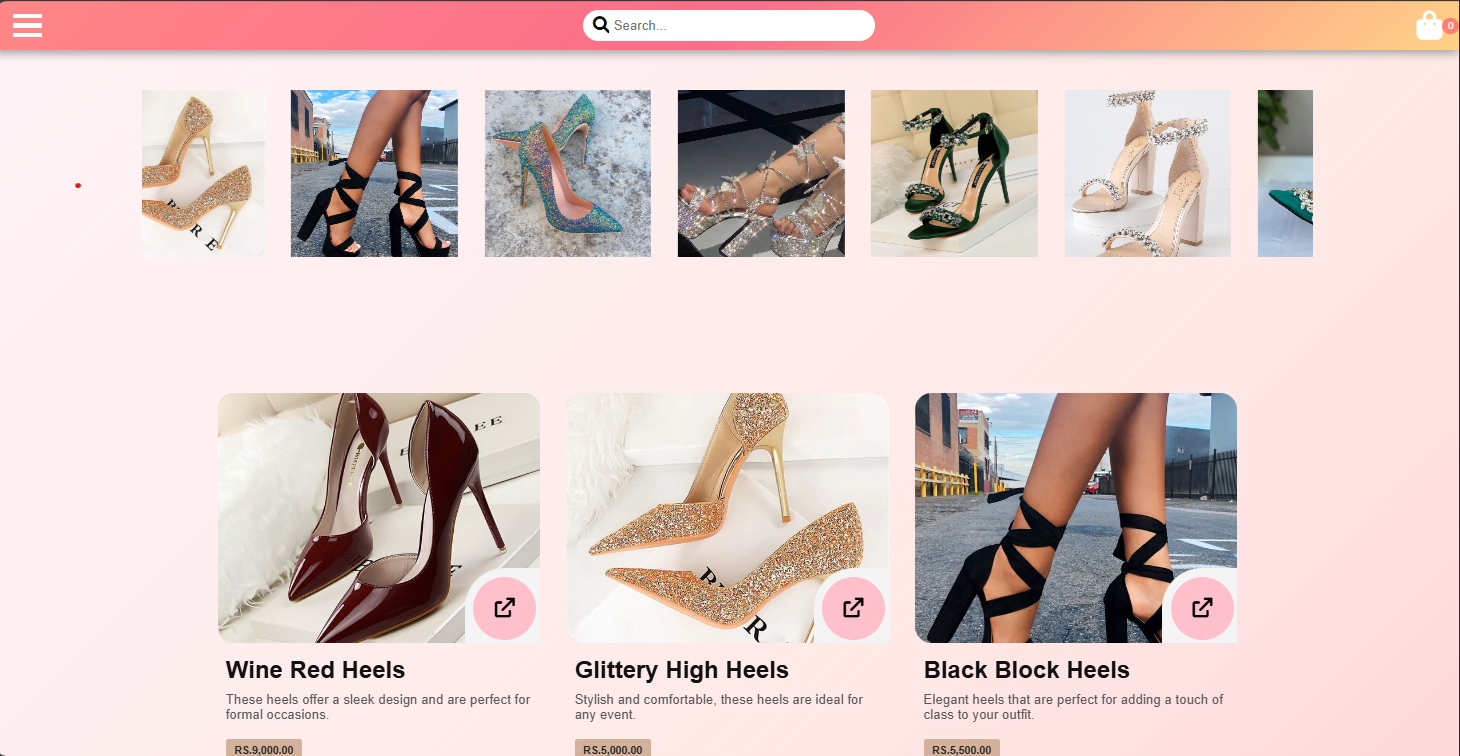 Search...
0
R E
EE
R
Wine Red Heels
These heels offer a sleek design and are perfect for
formal occasions.
RS.9,000.00
Glittery High Heels
Stylish and comfortable, these heels are ideal for
any event.
RS.5,000.00
Black Block Heels
Elegant heels that are perfect for adding a touch of
class to your outfit.
RS.5,500.00